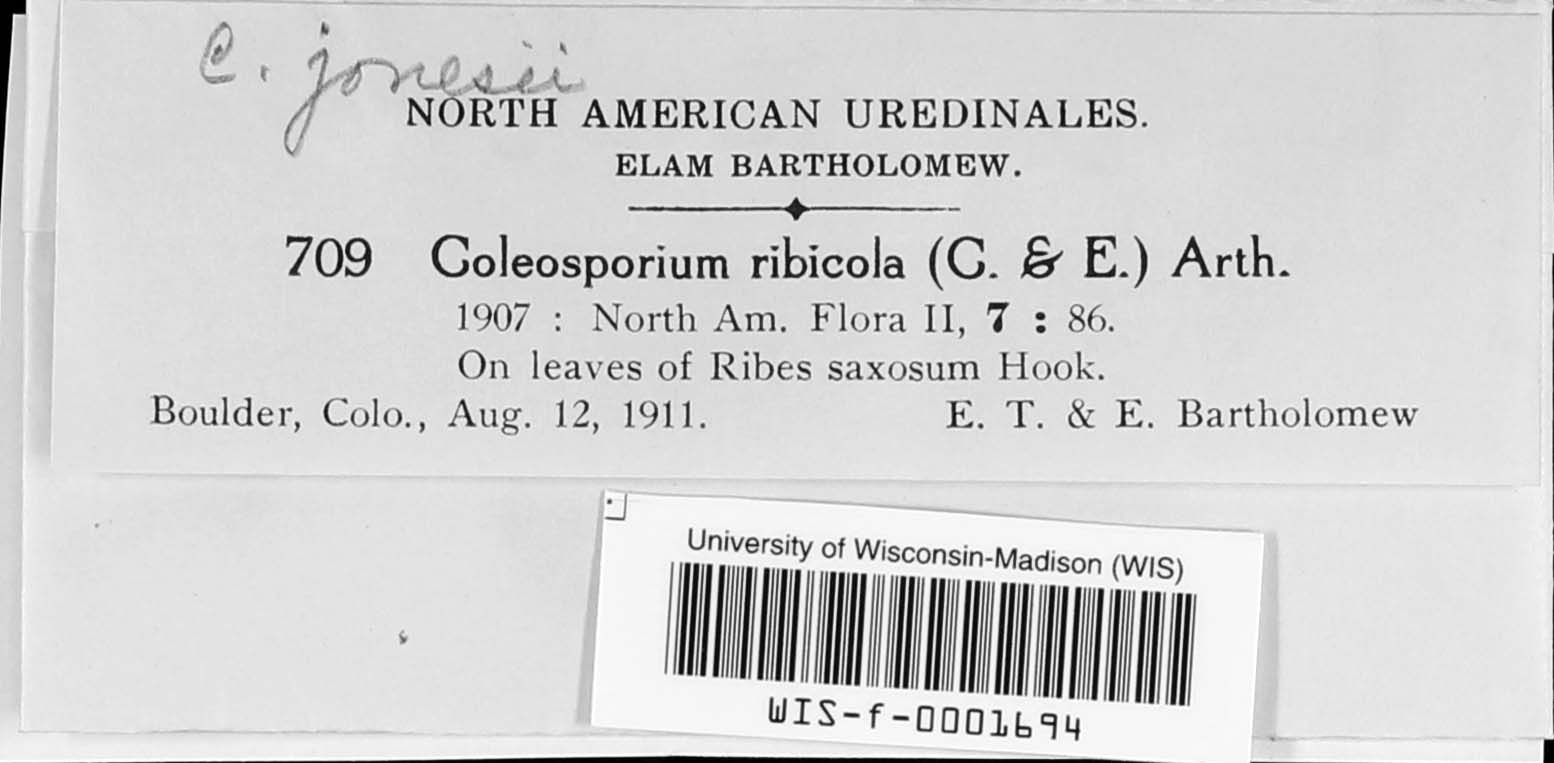 C. jonesii
NORTH AMERICAN UREDINALES.
ELAM BARTHOLOMEW.
709 Coleosporium ribicola (C. & E.) Arth.
1907 : North Am. Flora II, 7 : 86.
On leaves of Ribes saxosum Hook.
Boulder, Colo., Aug. 12, 1911. E. T. & E. Bartholomew
University of Wisconsin-Madison (WIS)
WIS-f-0001694